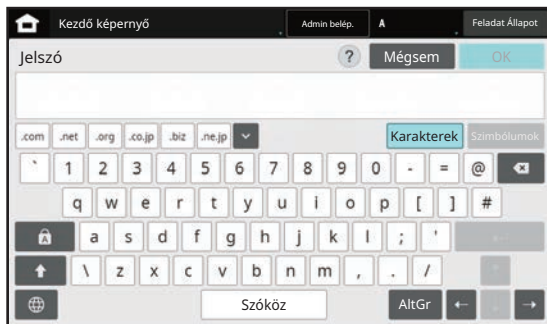 Kezdő képernyő Admin belép. A Feladat Állapot
Jelszó ? Mégsem OK
.com .net .org .co.jp .biz .ne.jp Karakterek Szimbólumok
` 1 2 3 4 5 6 7 8 9 0 - = @
q w e r t y u i o p [ ] #
A a s d f g h j k l ; '
\ z x c v b n m , . /
Szóköz AltGr ← ↓ →